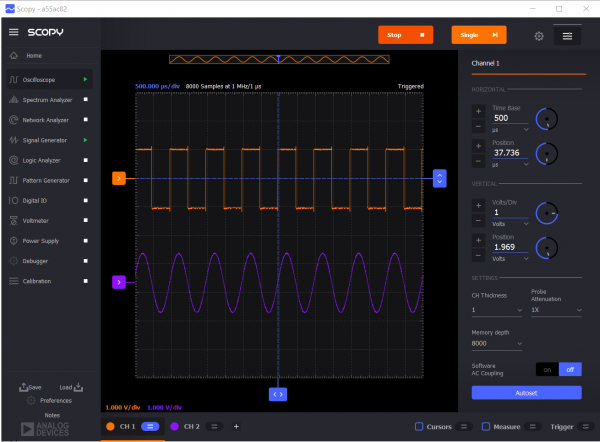 Scopy - a55ac82
SCOPY
Stop
Single
Home
Oscilloscope
Spectrum Analyzer
Network Analyzer
Signal Generator
Logic Analyzer
Pattern Generator
Digital IO
Voltmeter
Power Supply
Debugger
Calibration
Save
Load
Preferences
Notes
ANALOG
DEVICES
500.000 µs/div 8000 Samples at 1 MHz/1 µs
Triggered
1.000 V/div 1.000 V/div
CH 1
CH 2
+
Cursors
Measure
Trigger
Channel 1
HORIZONTAL
Time Base
500
µs
Position
37.736
µs
VERTICAL
Volts/Div
1
Volts
Position
1.969
Volts
SETTINGS
CH Thickness
1
Probe
Attenuation
1X
Memory depth
8000
Software
AC Coupling
on off
Autoset